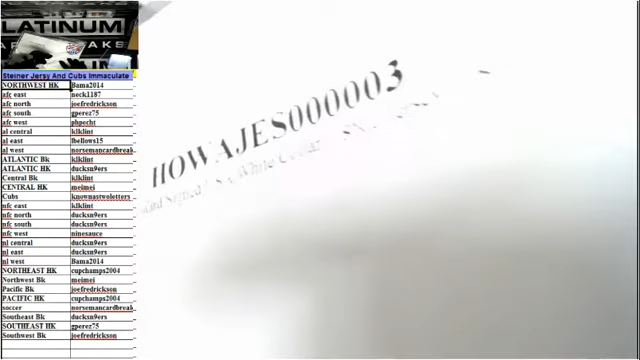 PLATINUM
Steiner Jersy And Cubs Immaculate
NORTHWEST HK Bama2014
afc east neck1187
afc north joefredrickson
afc south gperez75
afc west phpecht
al central klklint
al east lbellows15
al west norsemancardbreak
ATLANTIC Bk klklint
ATLANTIC HK ducksn9ers
Central Bk klklint
CENTRAL HK meimei
Cubs knownastwoletters
nfc east klklint
nfc north ducksn9ers
nfc south ducksn9ers
nfc west ninesauce
nl central ducksn9ers
nl east ducksn9ers
nl west Bama2014
NORTHEAST HK cupchamps2004
Northwest Bk meimei
Pacific Bk joefredrickson
PACIFIC HK cupchamps2004
soccer norsemancardbreak
Southeast Bk ducksn9ers
SOUTHEAST HK gperez75
Southwest Bk joefredrickson
HOWAJES000003
Signed
White